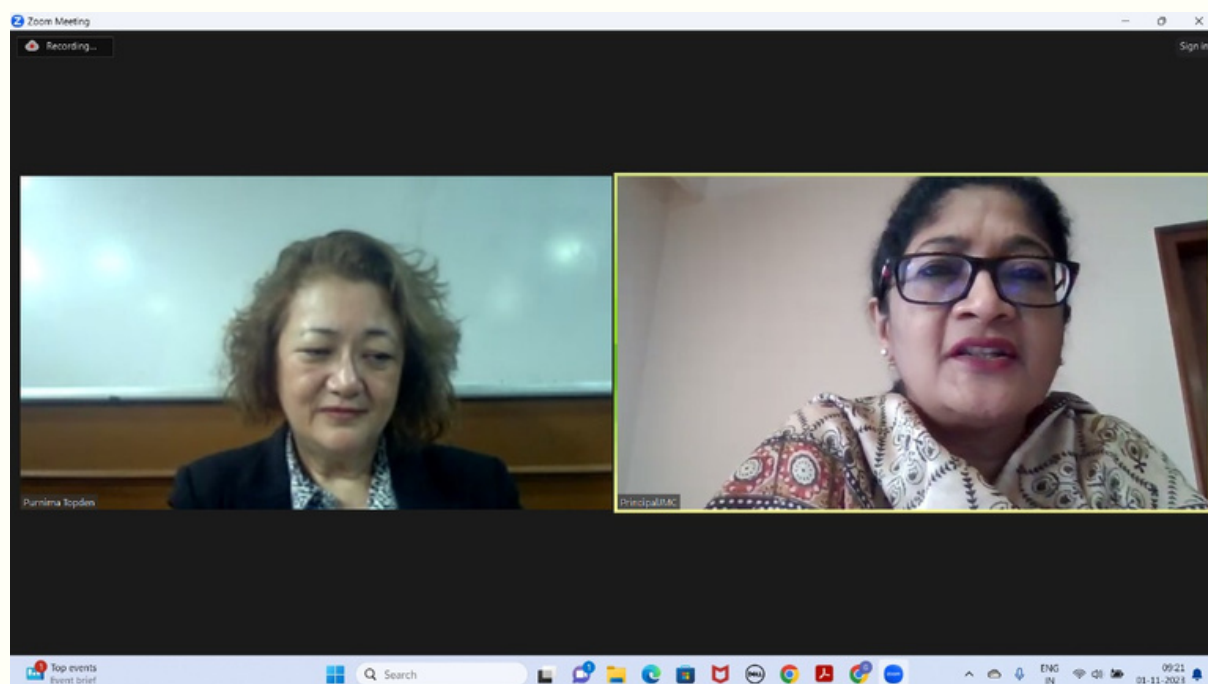 Zoom Meeting
Recording...
Sign in
Purnima Topden
PrincipalJMC
Top events
Event brief
Search
ENG
IN
09:21
01-11-2023